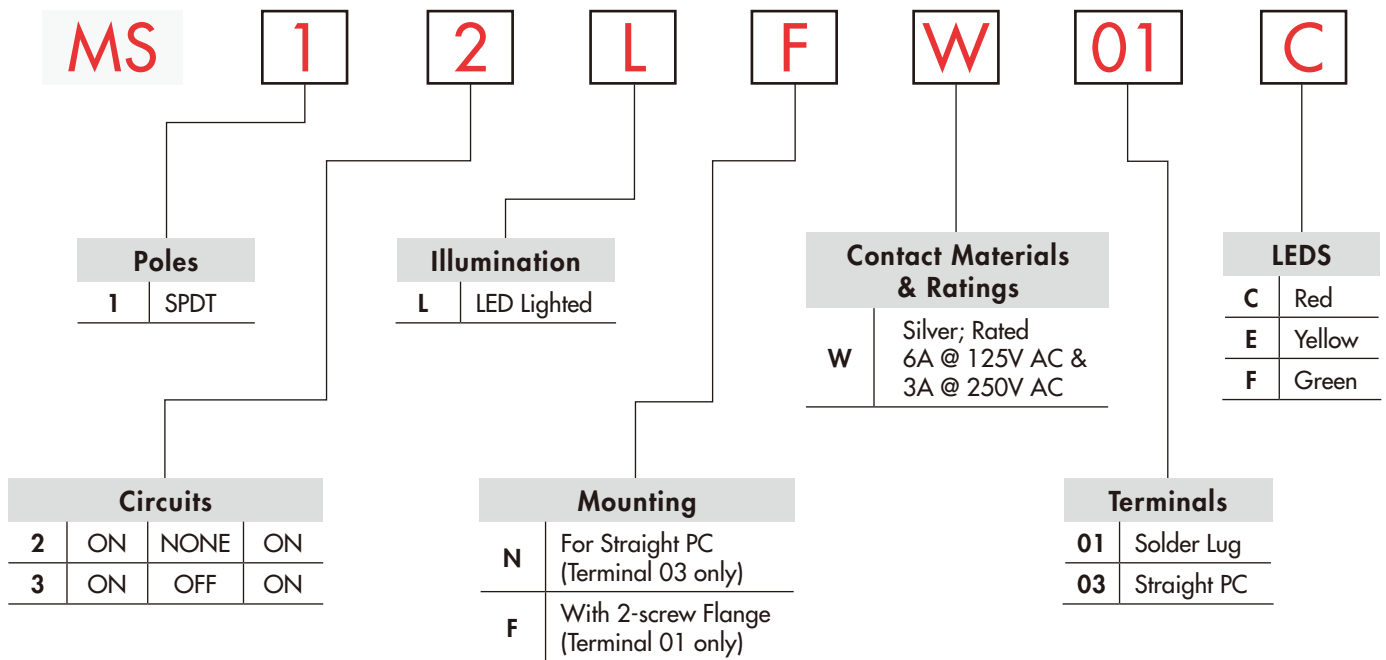 MS 1 2 L F W 01 C
Poles
1 SPDT
Illumination
L LED Lighted
Contact Materials
& Ratings
W Silver; Rated
6A @ 125V AC &
3A @ 250V AC
LEDS
C Red
E Yellow
F Green
Circuits
2 ON NONE ON
3 ON OFF ON
Mounting
N For Straight PC
(Terminal 03 only)
F With 2-screw Flange
(Terminal 01 only)
Terminals
01 Solder Lug
03 Straight PC